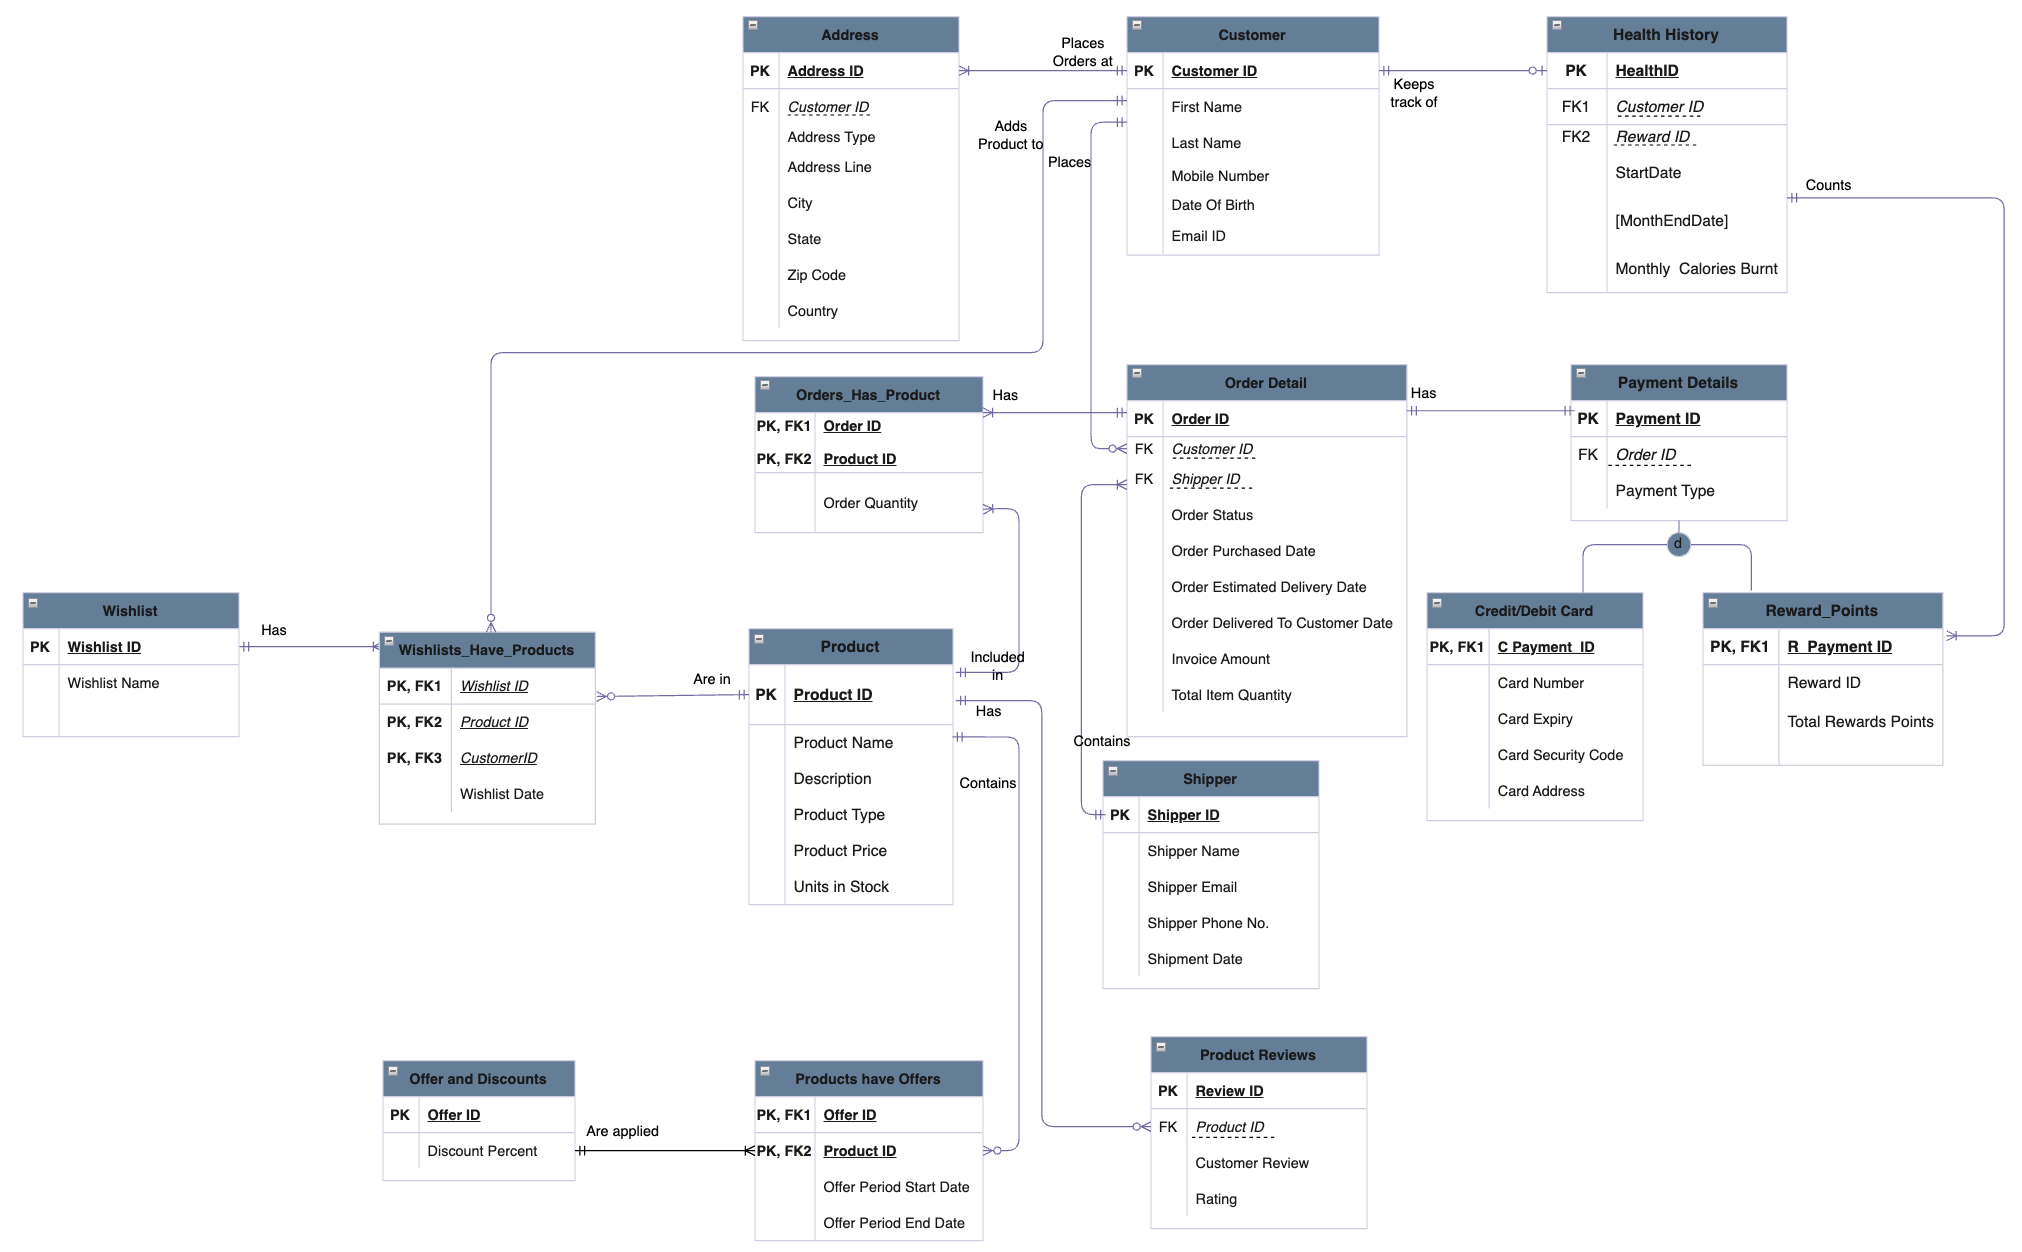 Address
PK Address ID
FK Customer ID
Address Type
Address Line
City
State
Zip Code
Country
Places
Orders at
Adds
Product to
Places
Customer
PK Customer ID
First Name
Last Name
Mobile Number
Date Of Birth
Email ID
Keeps
track of
Health History
PK HealthID
FK1 Customer ID
FK2 Reward ID
StartDate
[MonthEndDate]
Monthly  Calories Burnt
Counts
Orders_Has_Product
PK, FK1 Order ID
PK, FK2 Product ID
Order Quantity
Has
Order Detail
PK Order ID
FK Customer ID
FK Shipper ID
Order Status
Order Purchased Date
Order Estimated Delivery Date
Order Delivered To Customer Date
Invoice Amount
Total Item Quantity
Has
Payment Details
PK Payment ID
FK Order ID
Payment Type
d
Credit/Debit Card
PK, FK1 C Payment_ID
Card Number
Card Expiry
Card Security Code
Card Address
Reward_Points
PK, FK1 R_Payment ID
Reward ID
Total Rewards Points
Wishlist
PK Wishlist ID
Wishlist Name
Has
Wishlists_Have_Products
PK, FK1 Wishlist ID
PK, FK2 Product ID
PK, FK3 CustomerID
Wishlist Date
Are in
Product
PK Product ID
Product Name
Description
Product Type
Product Price
Units in Stock
Included
in
Has
Contains
Contains
Shipper
PK Shipper ID
Shipper Name
Shipper Email
Shipper Phone No.
Shipment Date
Offer and Discounts
PK Offer ID
Discount Percent
Are applied
Products have Offers
PK, FK1 Offer ID
PK, FK2 Product ID
Offer Period Start Date
Offer Period End Date
Product Reviews
PK Review ID
FK Product ID
Customer Review
Rating